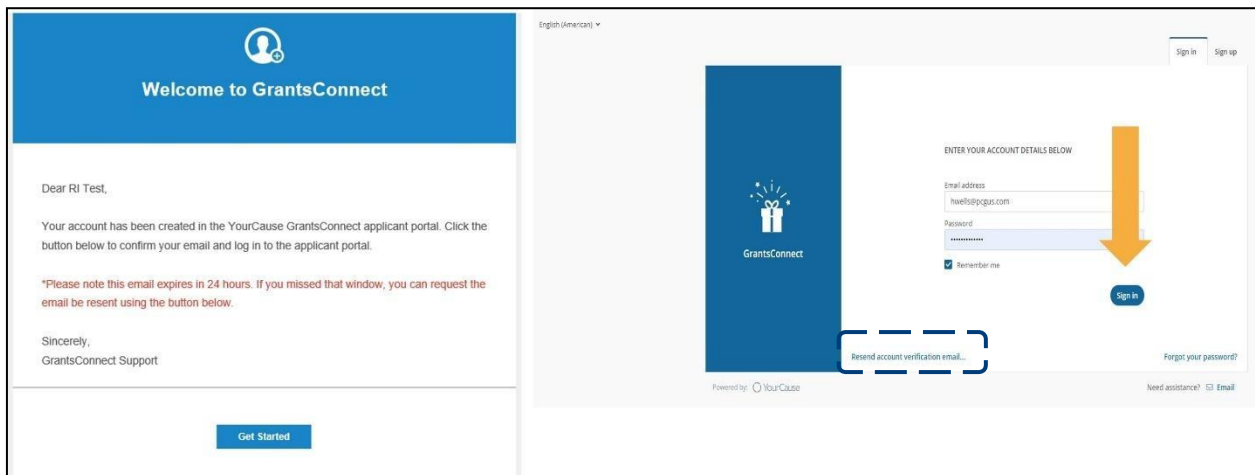 Welcome to GrantsConnect
Dear RI Test,
Your account has been created in the YourCause GrantsConnect applicant portal. Click the
button below to confirm your email and log in to the applicant portal.
*Please note this email expires in 24 hours. If you missed that window, you can request the
email be resent using the button below.
Sincerely,
GrantsConnect Support
Get Started
English (American)
Sign in Sign up
GrantsConnect
ENTER YOUR ACCOUNT DETAILS BELOW
Email address
hwells@pcgus.com
Password
Remember me
Sign in
Resend account verification email...
Forgot your password?
Powered by: YourCause
Need assistance? Email